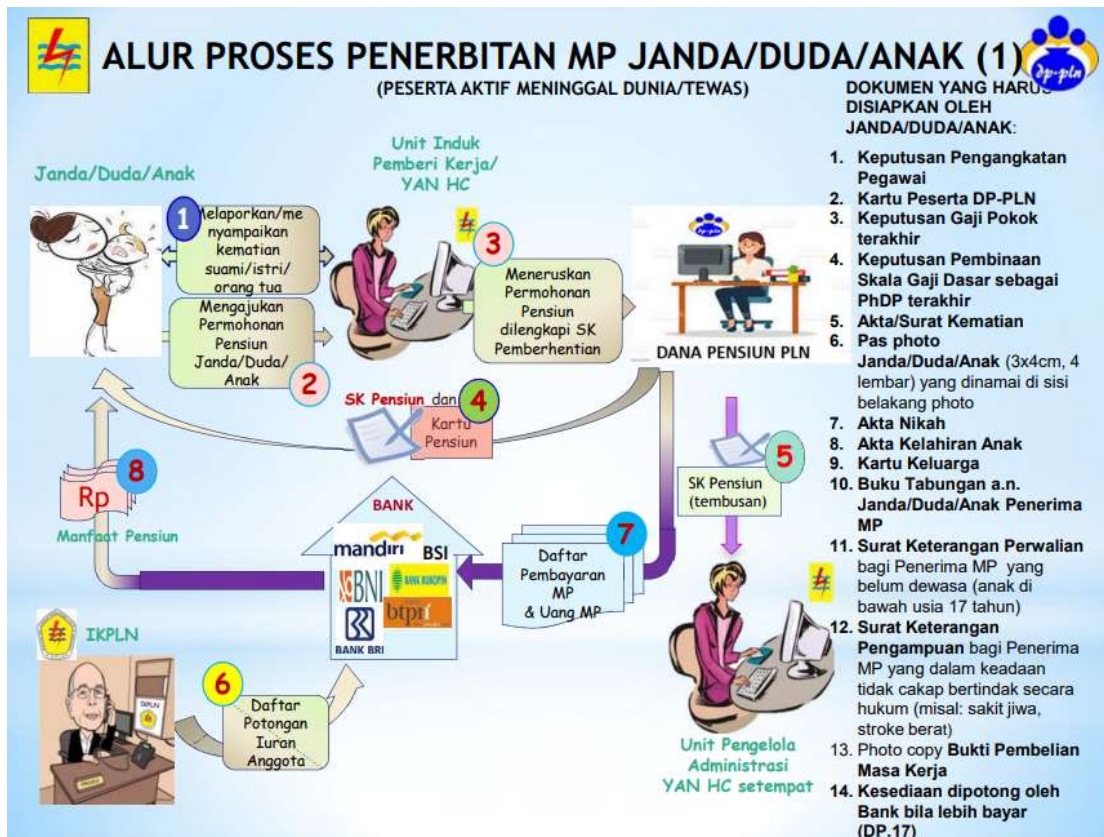 ALUR PROSES PENERBITAN MP JANDA/DUDA/ANAK (1)
(PESERTA AKTIF MENINGGAL DUNIA/TEWAS)
dp-pln
Janda/Duda/Anak
1
Melaporkan/me
nyampaikan
kematian
suami/istri/
orang tua
Mengajukan
Permohonan
Pensiun
Janda/Duda/
Anak
2
Unit Induk
Pemberi Kerja/
YAN HC
3
Meneruskan
Permohonan
Pensiun
dilengkapi SK
Pemberhentian
DANA PENSIUN PLN
SK Pensiun dan
Kartu
Pensiun
4
5
SK Pensiun
(tembusan)
Unit Pengelola
Administrasi
YAN HC setempat
IKPLN
IKPLN
6
Daftar
Potongan
Iuran
Anggota
7
Daftar
Pembayaran
MP
& Uang MP
BANK
mandiri
BSI
BNI
BANK BUKOPIN
btpn
BANK BRI
8
Rp
Manfaat Pensiun
DOKUMEN YANG HARUS
DISIAPKAN OLEH
JANDA/DUDA/ANAK:
1. Keputusan Pengangkatan
Pegawai
2. Kartu Peserta DP-PLN
3. Keputusan Gaji Pokok
terakhir
4. Keputusan Pembinaan
Skala Gaji Dasar sebagai
PhDP terakhir
5. Akta/Surat Kematian
6. Pas photo
Janda/Duda/Anak (3x4cm, 4
lembar) yang dinamai di sisi
belakang photo
7. Akta Nikah
8. Akta Kelahiran Anak
9. Kartu Keluarga
10. Buku Tabungan a.n.
Janda/Duda/Anak Penerima
MP
11. Surat Keterangan Perwalian
bagi Penerima MP yang
belum dewasa (anak di
bawah usia 17 tahun)
12. Surat Keterangan
Pengampuan bagi Penerima
MP yang dalam keadaan
tidak cakap bertindak secara
hukum (misal: sakit jiwa,
stroke berat)
13. Photo copy Bukti Pembelian
Masa Kerja
14. Kesediaan dipotong oleh
Bank bila lebih bayar
(DP.17)